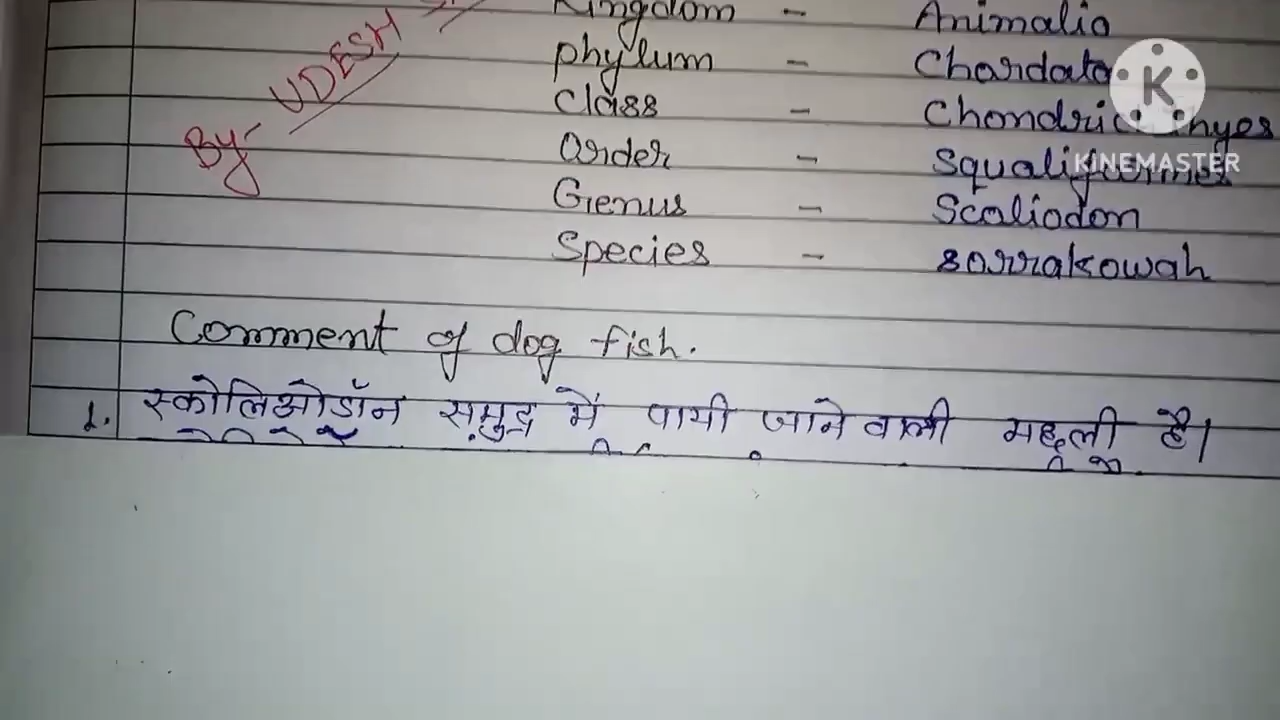 Kingdom - Animalia
phylum - Chordata
Class - Chondricthyes
Order - Squaliformes
Genus - Scoliodon
Species - sorrakowah
By- UDESH
K
KINEMASTER
Comment of dog fish.
1. स्कोलिओडॉन समुद्र में पायी जाने वाली मछली है।